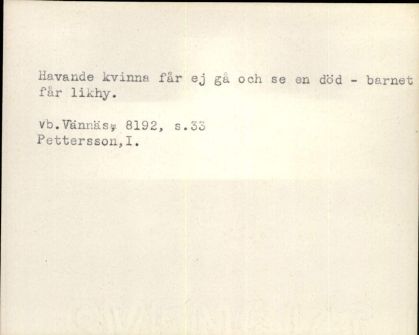 Havande kvinna får ej gå och se en död - barnet
får likhy.
vb.Vännäs, 8192, s.33
Pettersson,I.